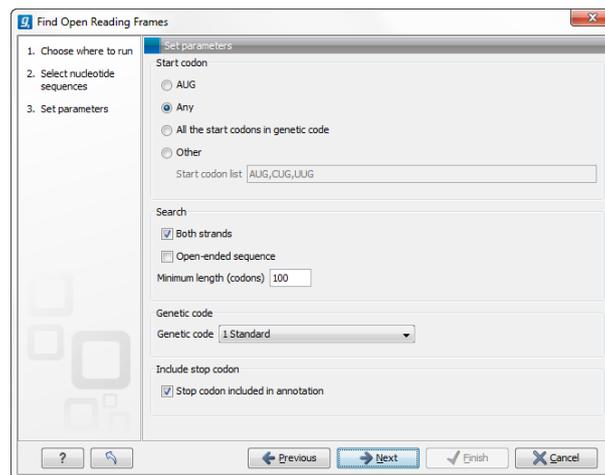 Find Open Reading Frames
1. Choose where to run
2. Select nucleotide
sequences
3. Set parameters
Set parameters
Start codon
AUG
Any
All the start codons in genetic code
Other
Start codon list AUG,CUG,UUG
Search
Both strands
Open-ended sequence
Minimum length (codons) 100
Genetic code
Genetic code 1 Standard
Include stop codon
Stop codon included in annotation
? Previous Next Finish Cancel